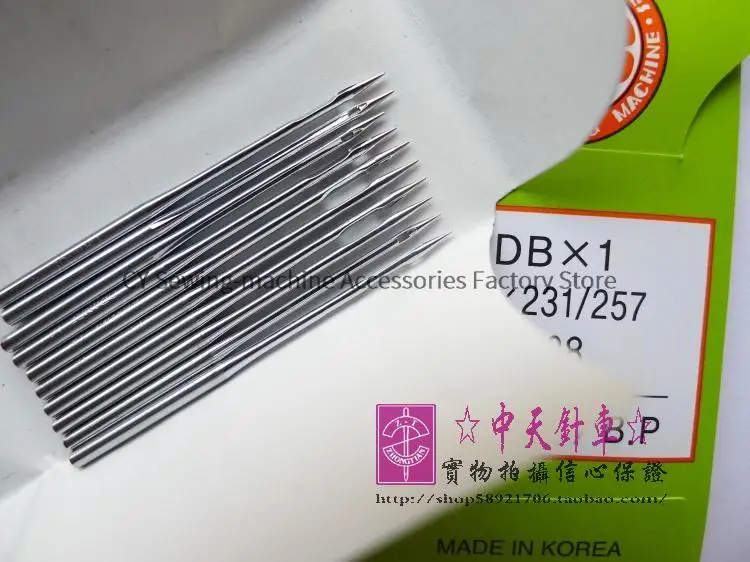 MACHINE
DB×1
231/257
CY Sewing-machine Accessories Factory Store
B.P
☆中天針車☆
Z.T
ZHONGTIAN
實物拍攝信心保證
http://shop58921706.taobao.com/
MADE IN KOREA